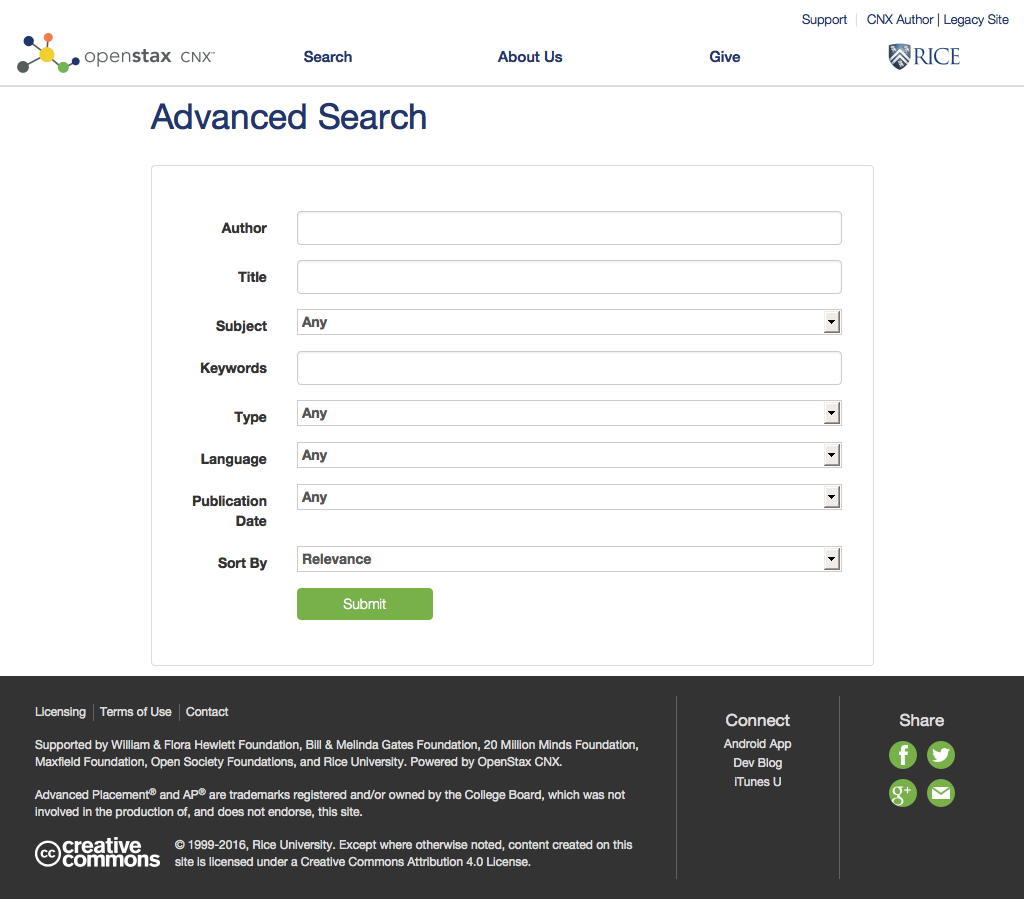 Support CNX Author | Legacy Site
openstax CNX™ Search About Us Give RICE
Advanced Search
Author
Title
Subject Any
Keywords
Type Any
Language Any
Publication Date Any
Sort By Relevance
Submit
Licensing Terms of Use Contact
Supported by William & Flora Hewlett Foundation, Bill & Melinda Gates Foundation, 20 Million Minds Foundation,
Maxfield Foundation, Open Society Foundations, and Rice University. Powered by OpenStax CNX.
Advanced Placement® and AP® are trademarks registered and/or owned by the College Board, which was not
involved in the production of, and does not endorse, this site.
cc creative commons
© 1999-2016, Rice University. Except where otherwise noted, content created on this
site is licensed under a Creative Commons Attribution 4.0 License.
Connect
Android App
Dev Blog
iTunes U
Share
f
g+